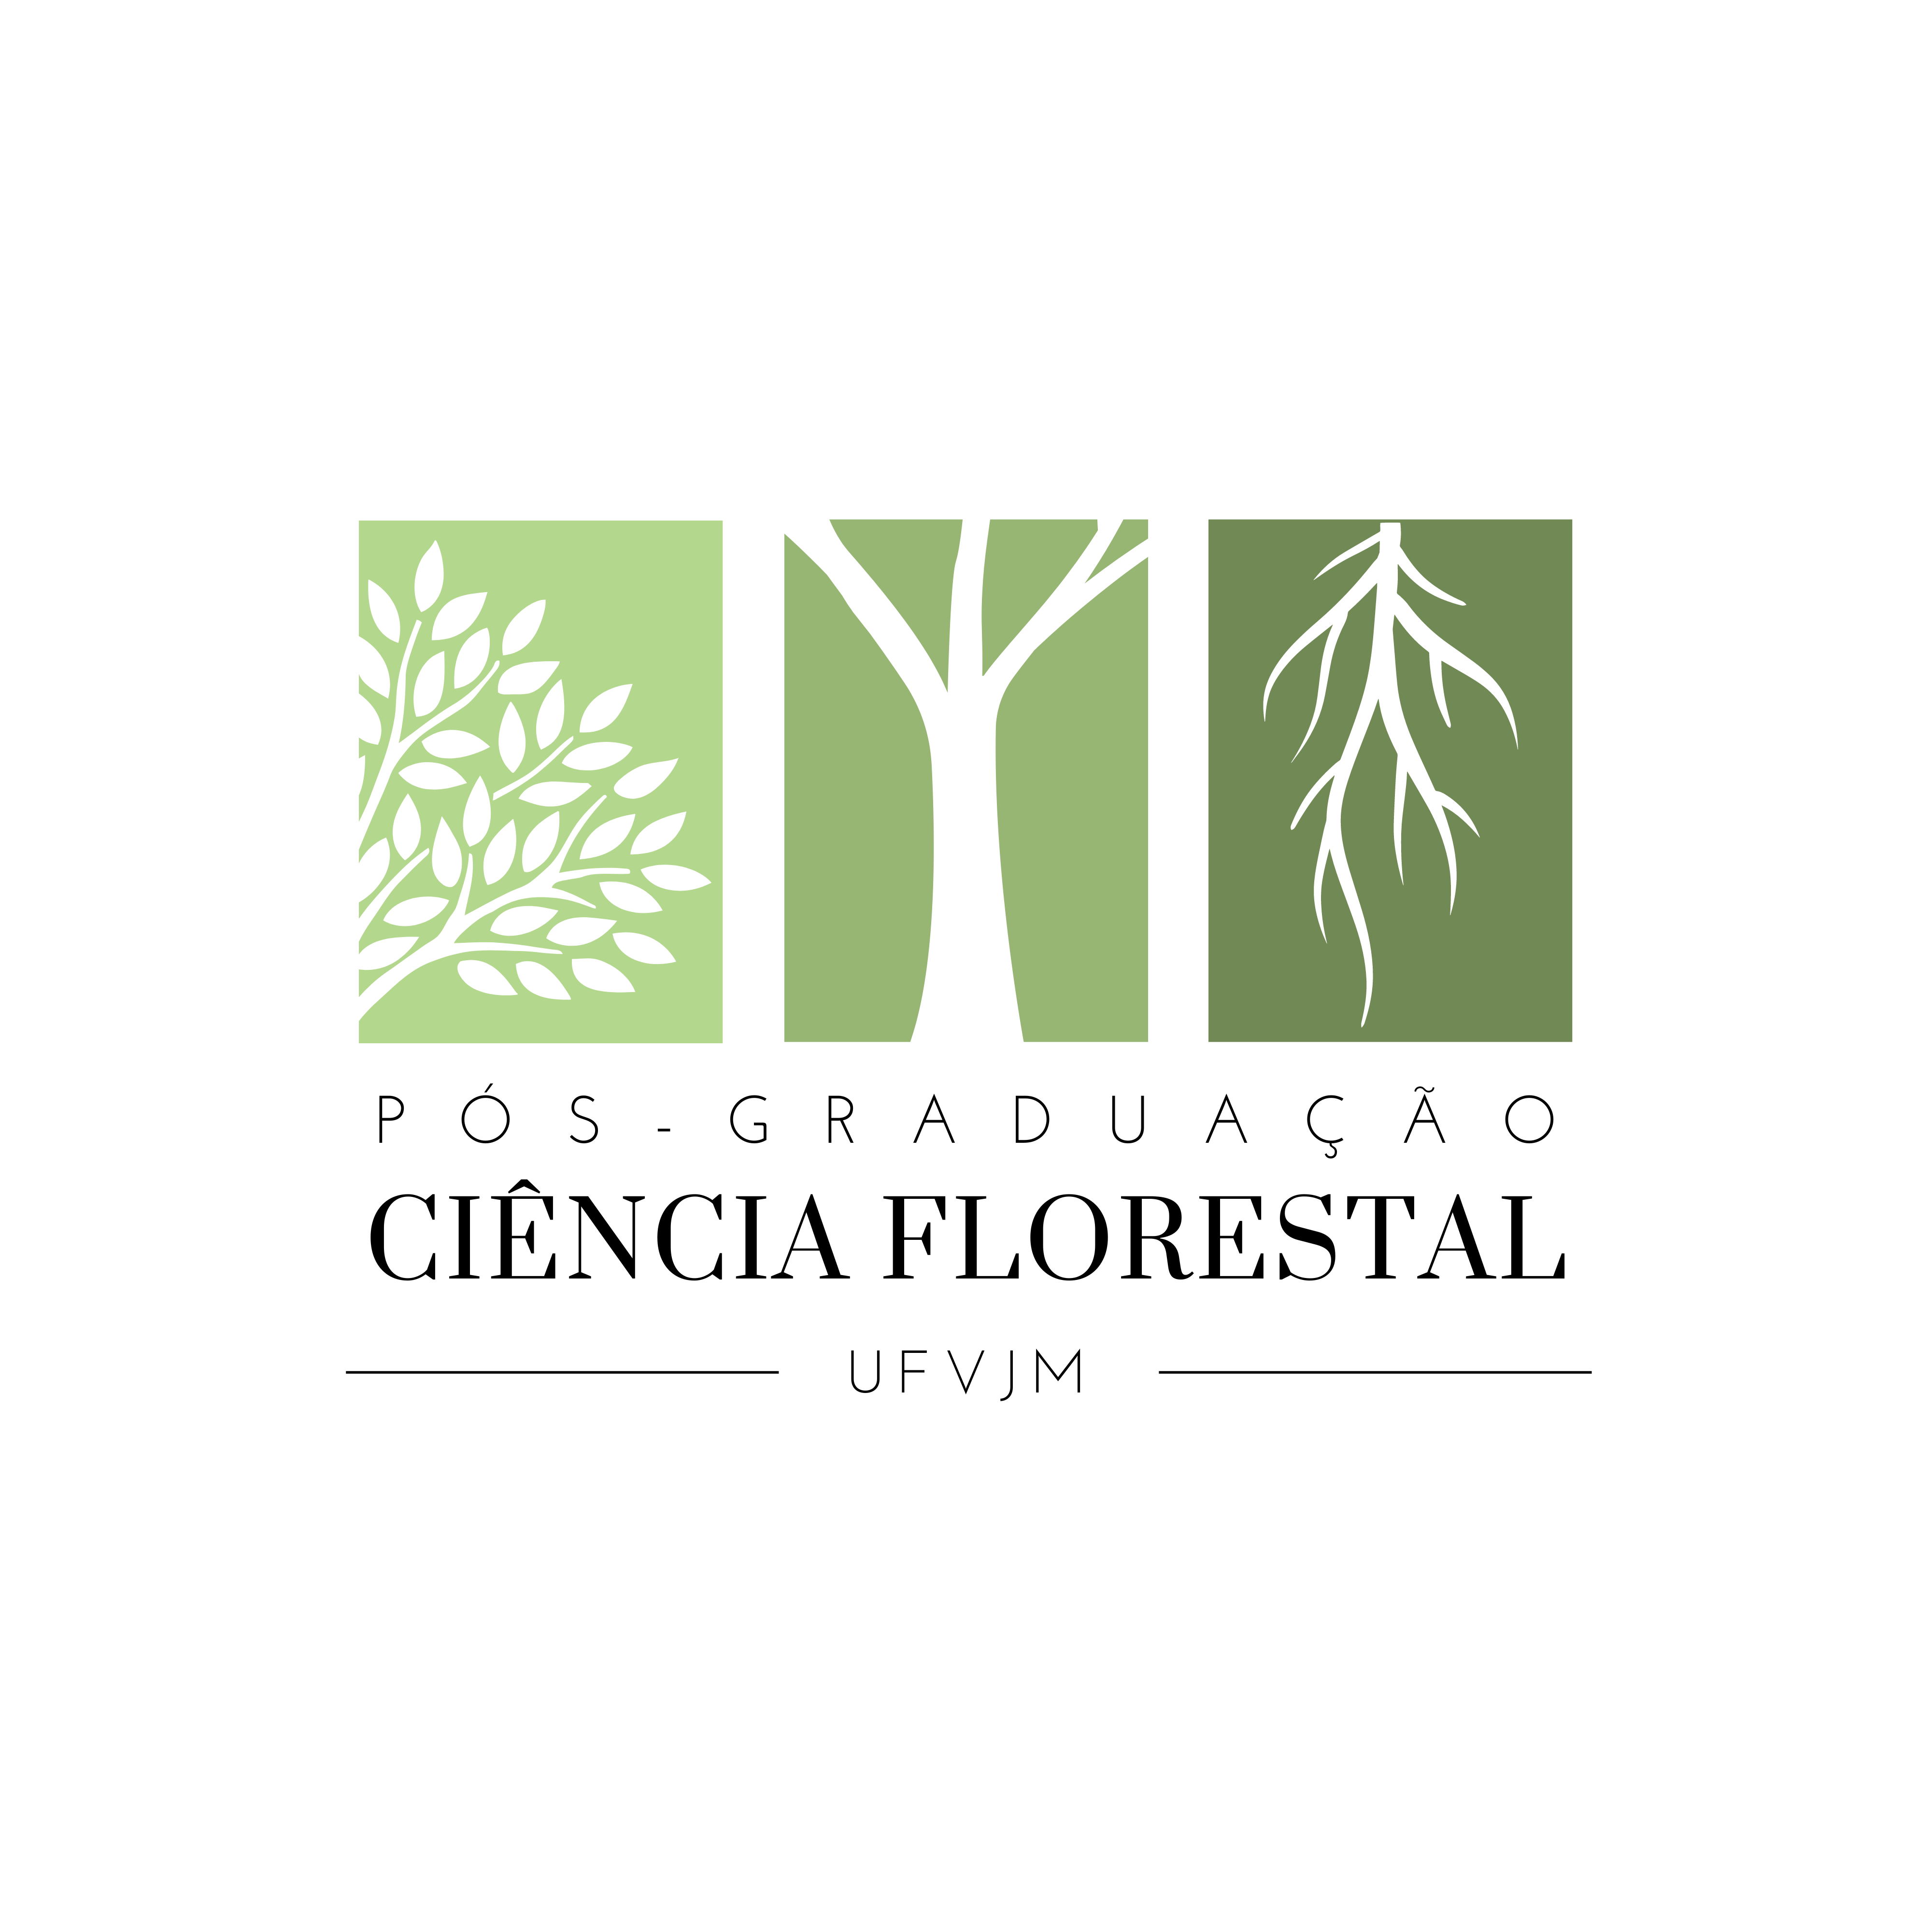 PÓS-GRADUAÇÃO
CIÊNCIA FLORESTAL
UFVJM